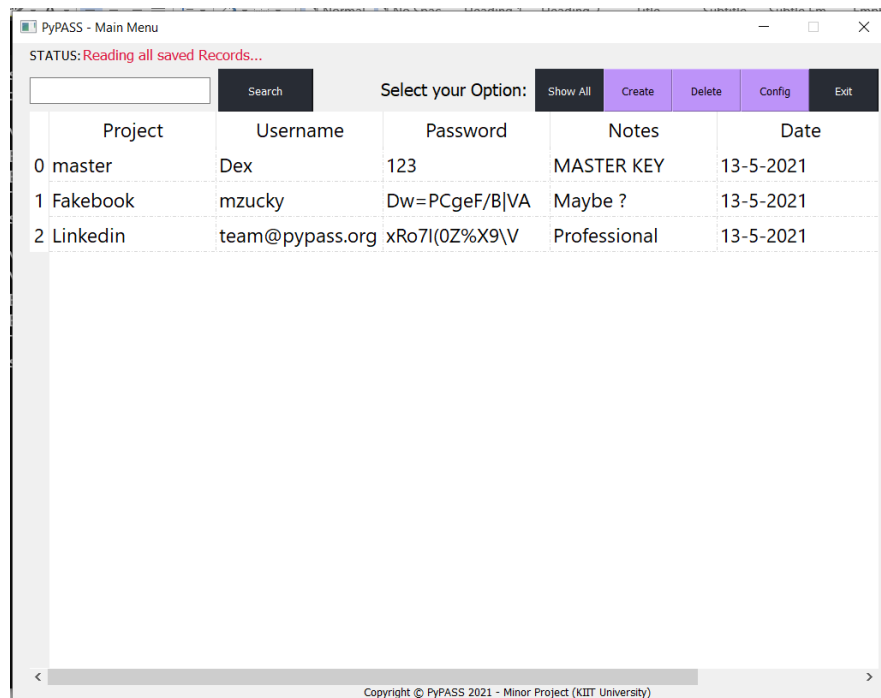 PyPASS - Main Menu
STATUS: Reading all saved Records...
Search Select your Option: Show All Create Delete Config Exit
Project Username Password Notes Date
0 master Dex 123 MASTER KEY 13-5-2021
1 Fakebook mzucky Dw=PCgeF/B|VA Maybe ? 13-5-2021
2 Linkedin team@pypass.org xRo7I(0Z%X9\V Professional 13-5-2021
Copyright © PyPASS 2021 - Minor Project (KIIT University)